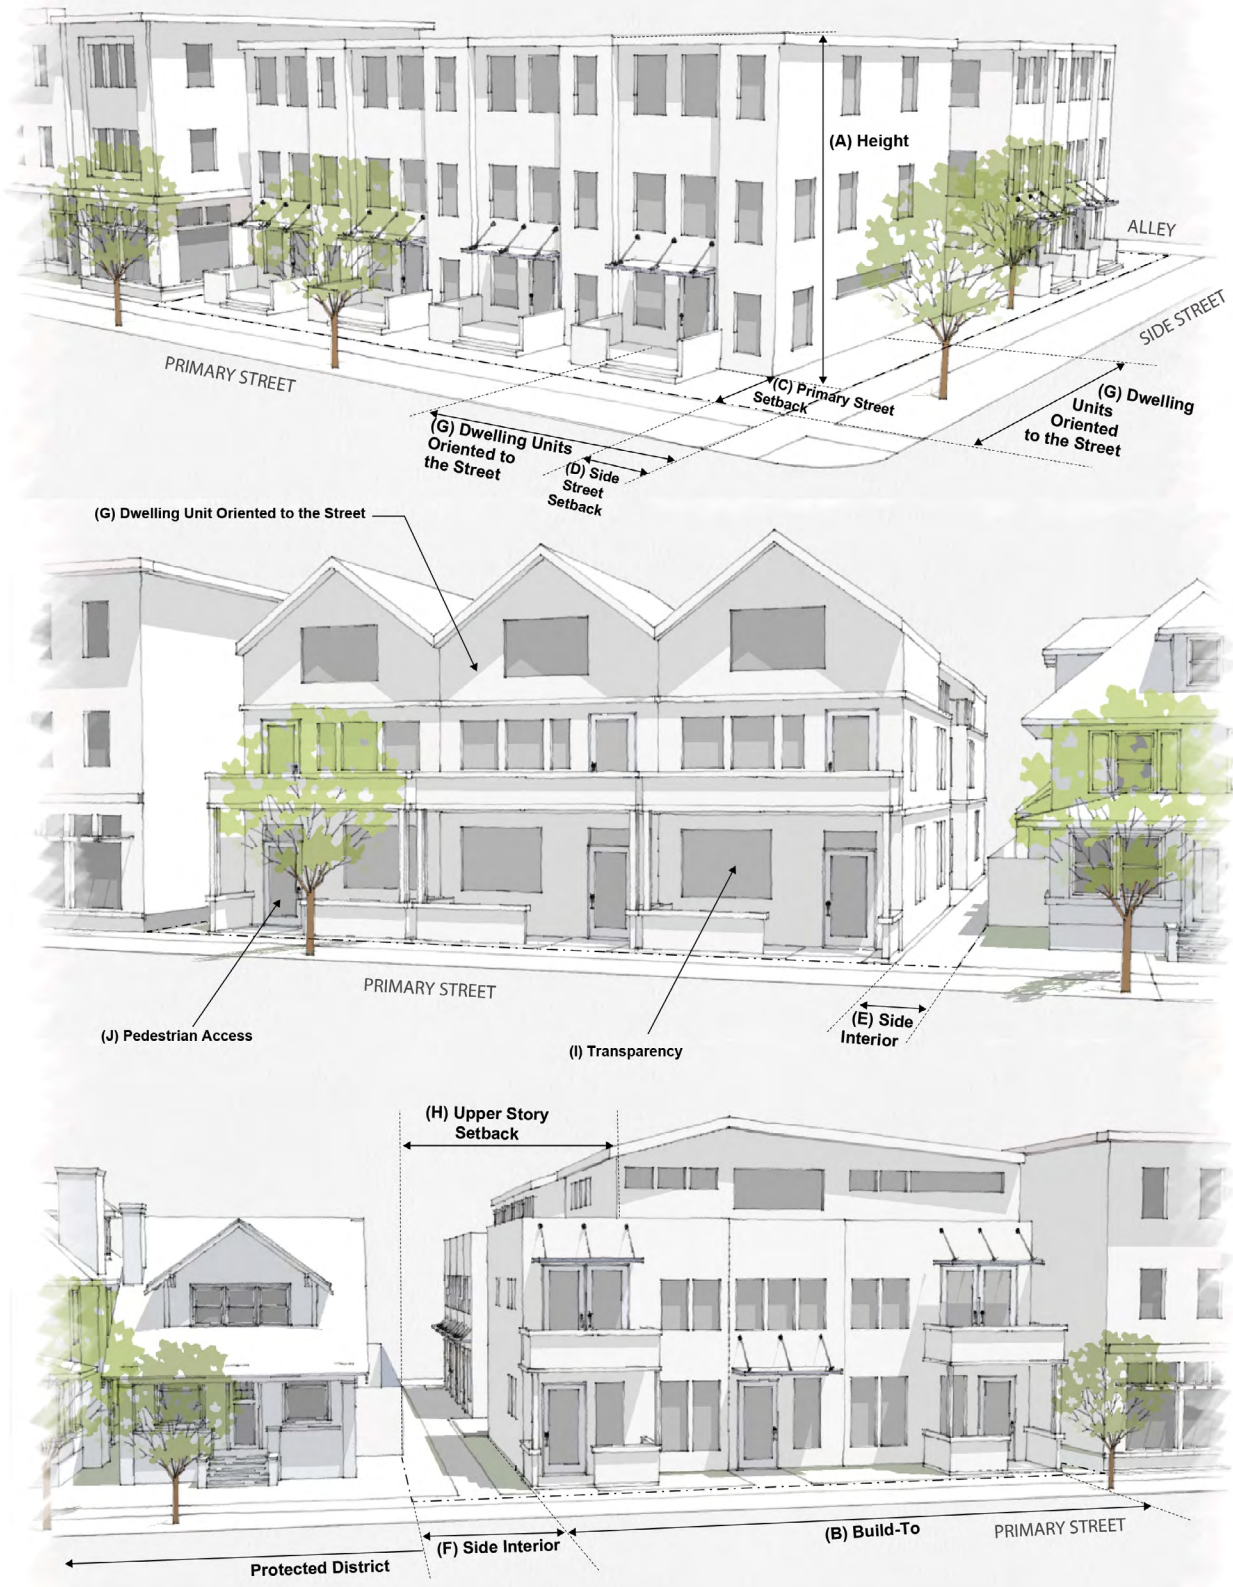 (A) Height
ALLEY
SIDE STREET
PRIMARY STREET
(C) Primary Street
Setback
(G) Dwelling
Units
Oriented
to the Street
(G) Dwelling Units
Oriented to
the Street
(D) Side
Street
Setback
(G) Dwelling Unit Oriented to the Street
PRIMARY STREET
(J) Pedestrian Access
(I) Transparency
(E) Side
Interior
(H) Upper Story
Setback
(B) Build-To
PRIMARY STREET
(F) Side Interior
Protected District